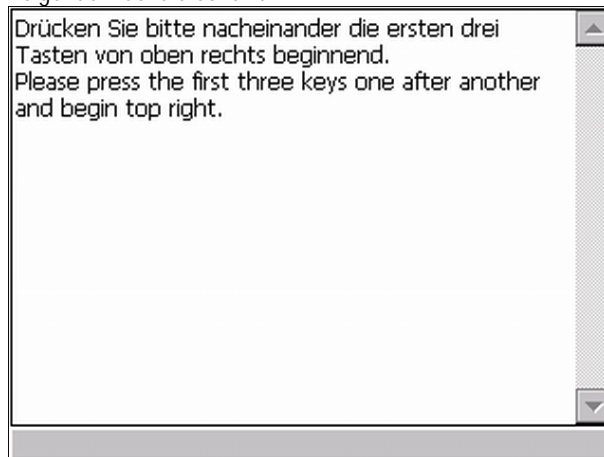 Drücken Sie bitte nacheinander die ersten drei
Tasten von oben rechts beginnend.
Please press the first three keys one after another
and begin top right.